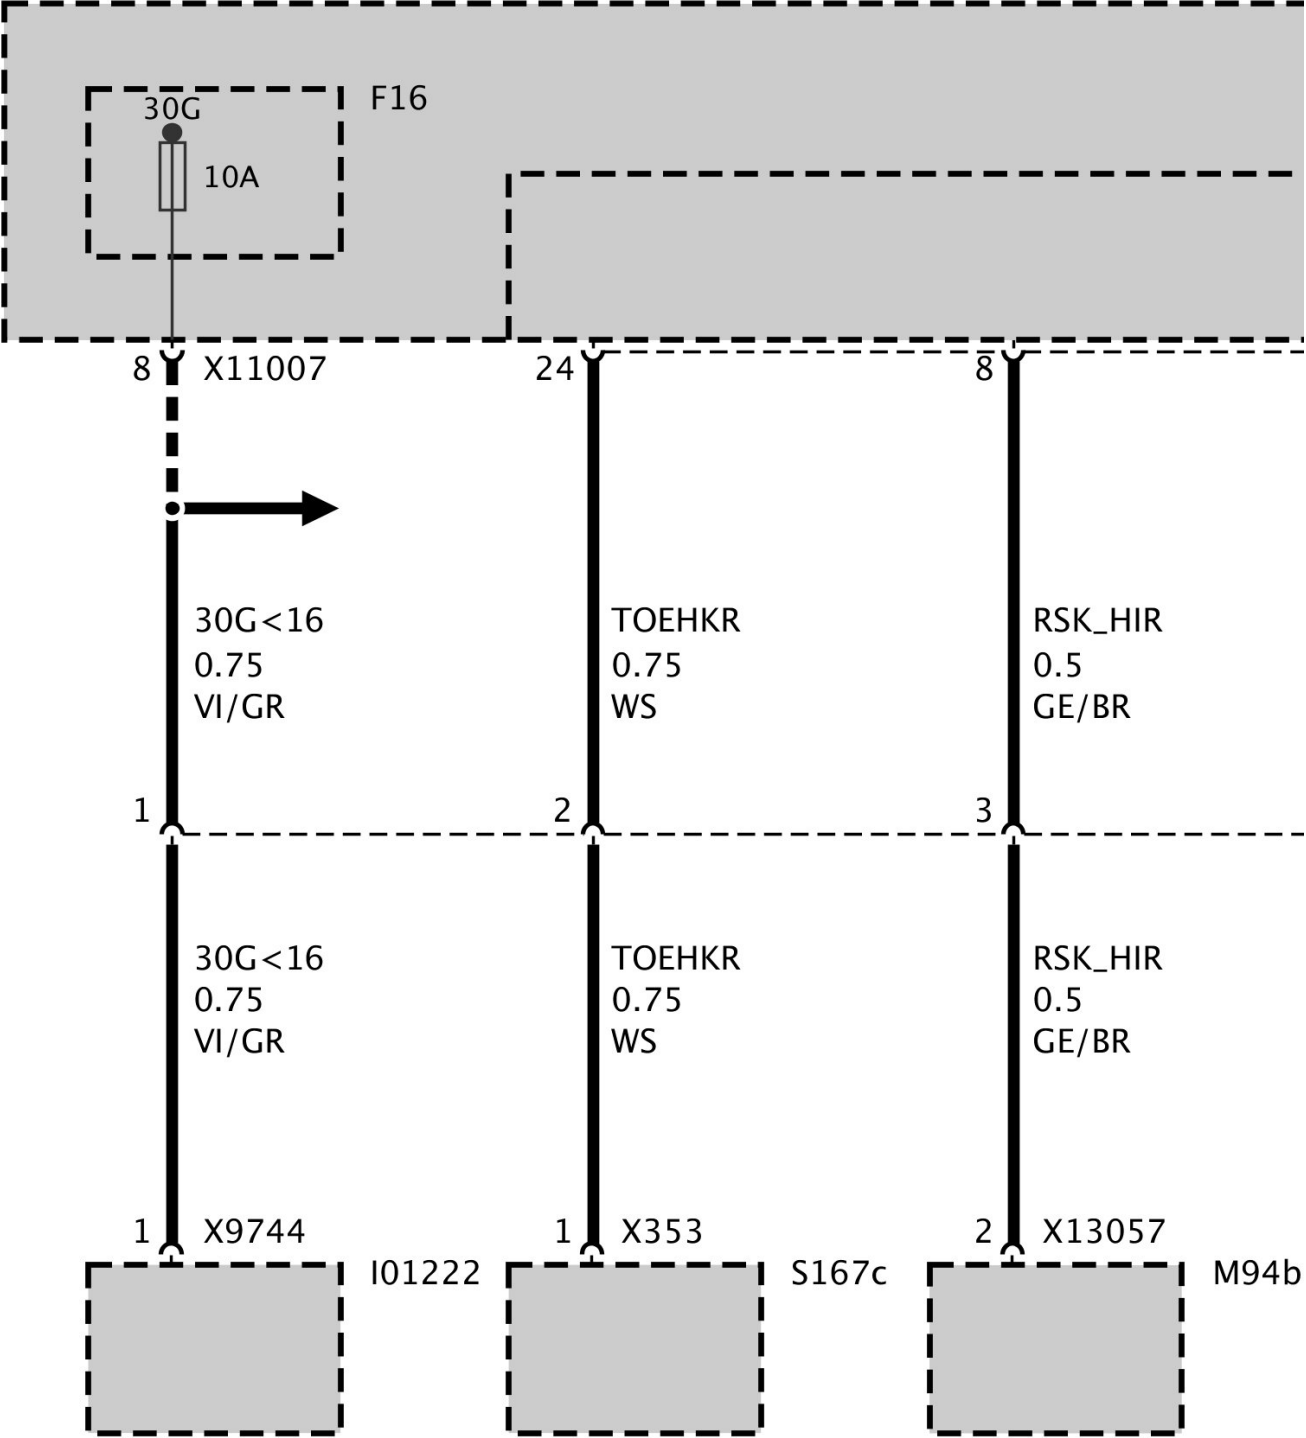 30G
F16
10A
8 X11007
24
8
30G<16
0.75
VI/GR
TOEHKR
0.75
WS
RSK_HIR
0.5
GE/BR
1
2
3
30G<16
0.75
VI/GR
TOEHKR
0.75
WS
RSK_HIR
0.5
GE/BR
1 X9744
1 X353
2 X13057
I01222
S167c
M94b